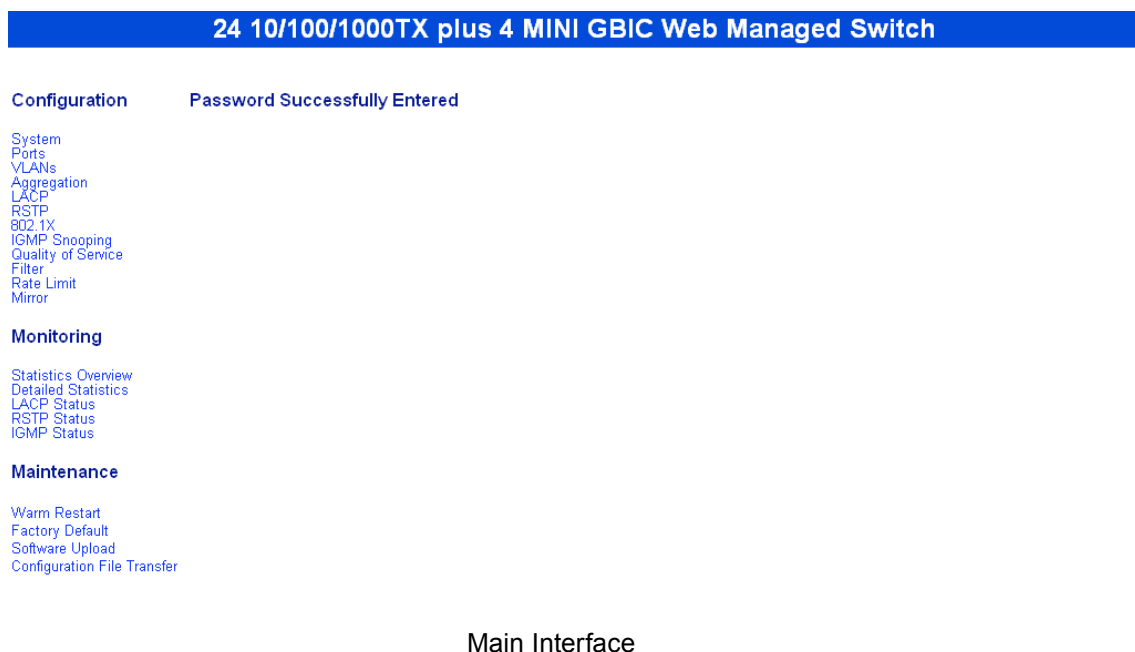 24 10/100/1000TX plus 4 MINI GBIC Web Managed Switch
Configuration
Password Successfully Entered
System
Ports
VLANs
Aggregation
LACP
RSTP
802.1X
IGMP Snooping
Quality of Service
Filter
Rate Limit
Mirror
Monitoring
Statistics Overview
Detailed Statistics
LACP Status
RSTP Status
IGMP Status
Maintenance
Warm Restart
Factory Default
Software Upload
Configuration File Transfer
Main Interface